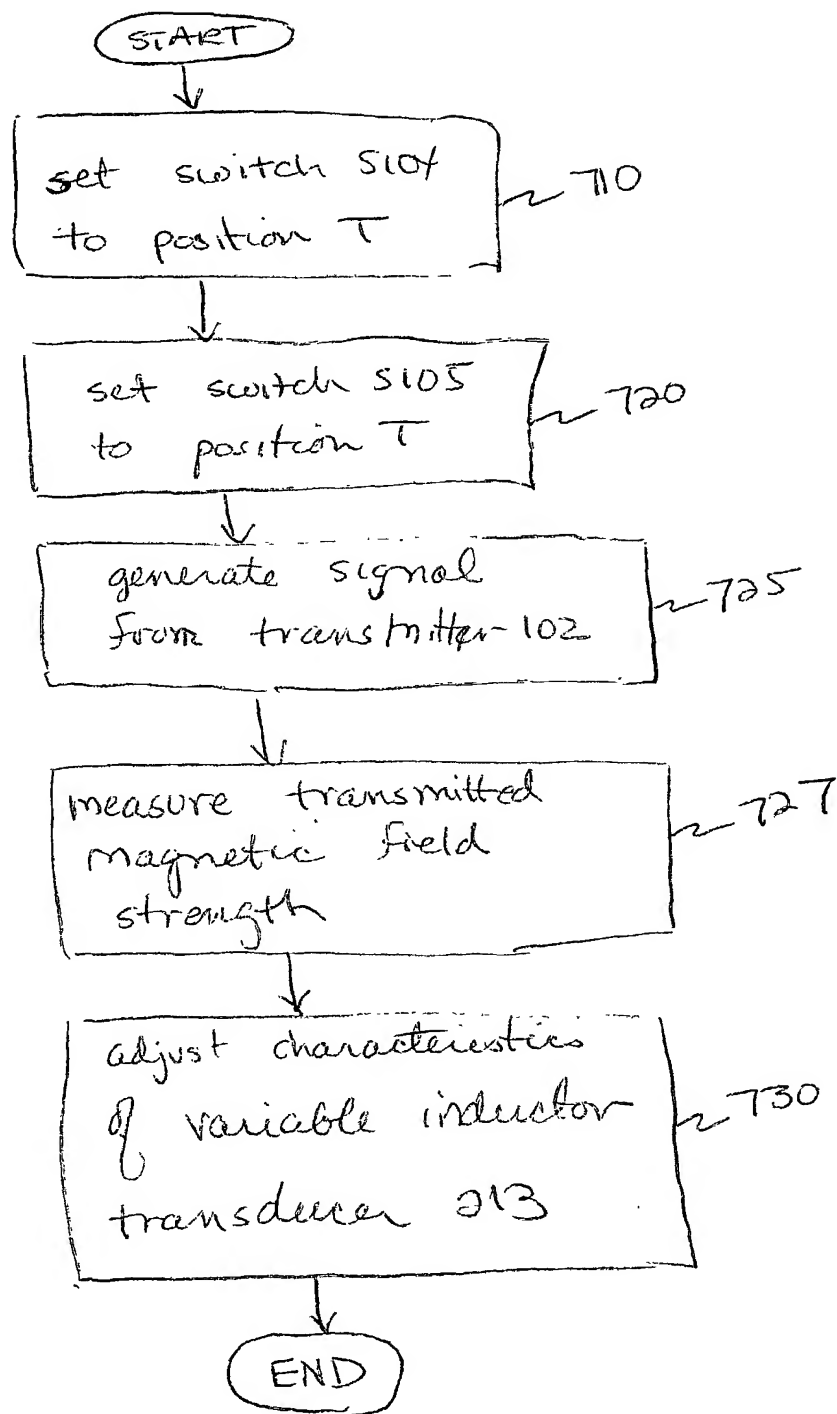 START
set switch S104
to position T
710
set switch S105
to position T
720
generate signal
from transmitter 102
725
measure transmitted
magnetic field
strength
727
adjust characteristics
of variable inductor
transducer 213
730
END